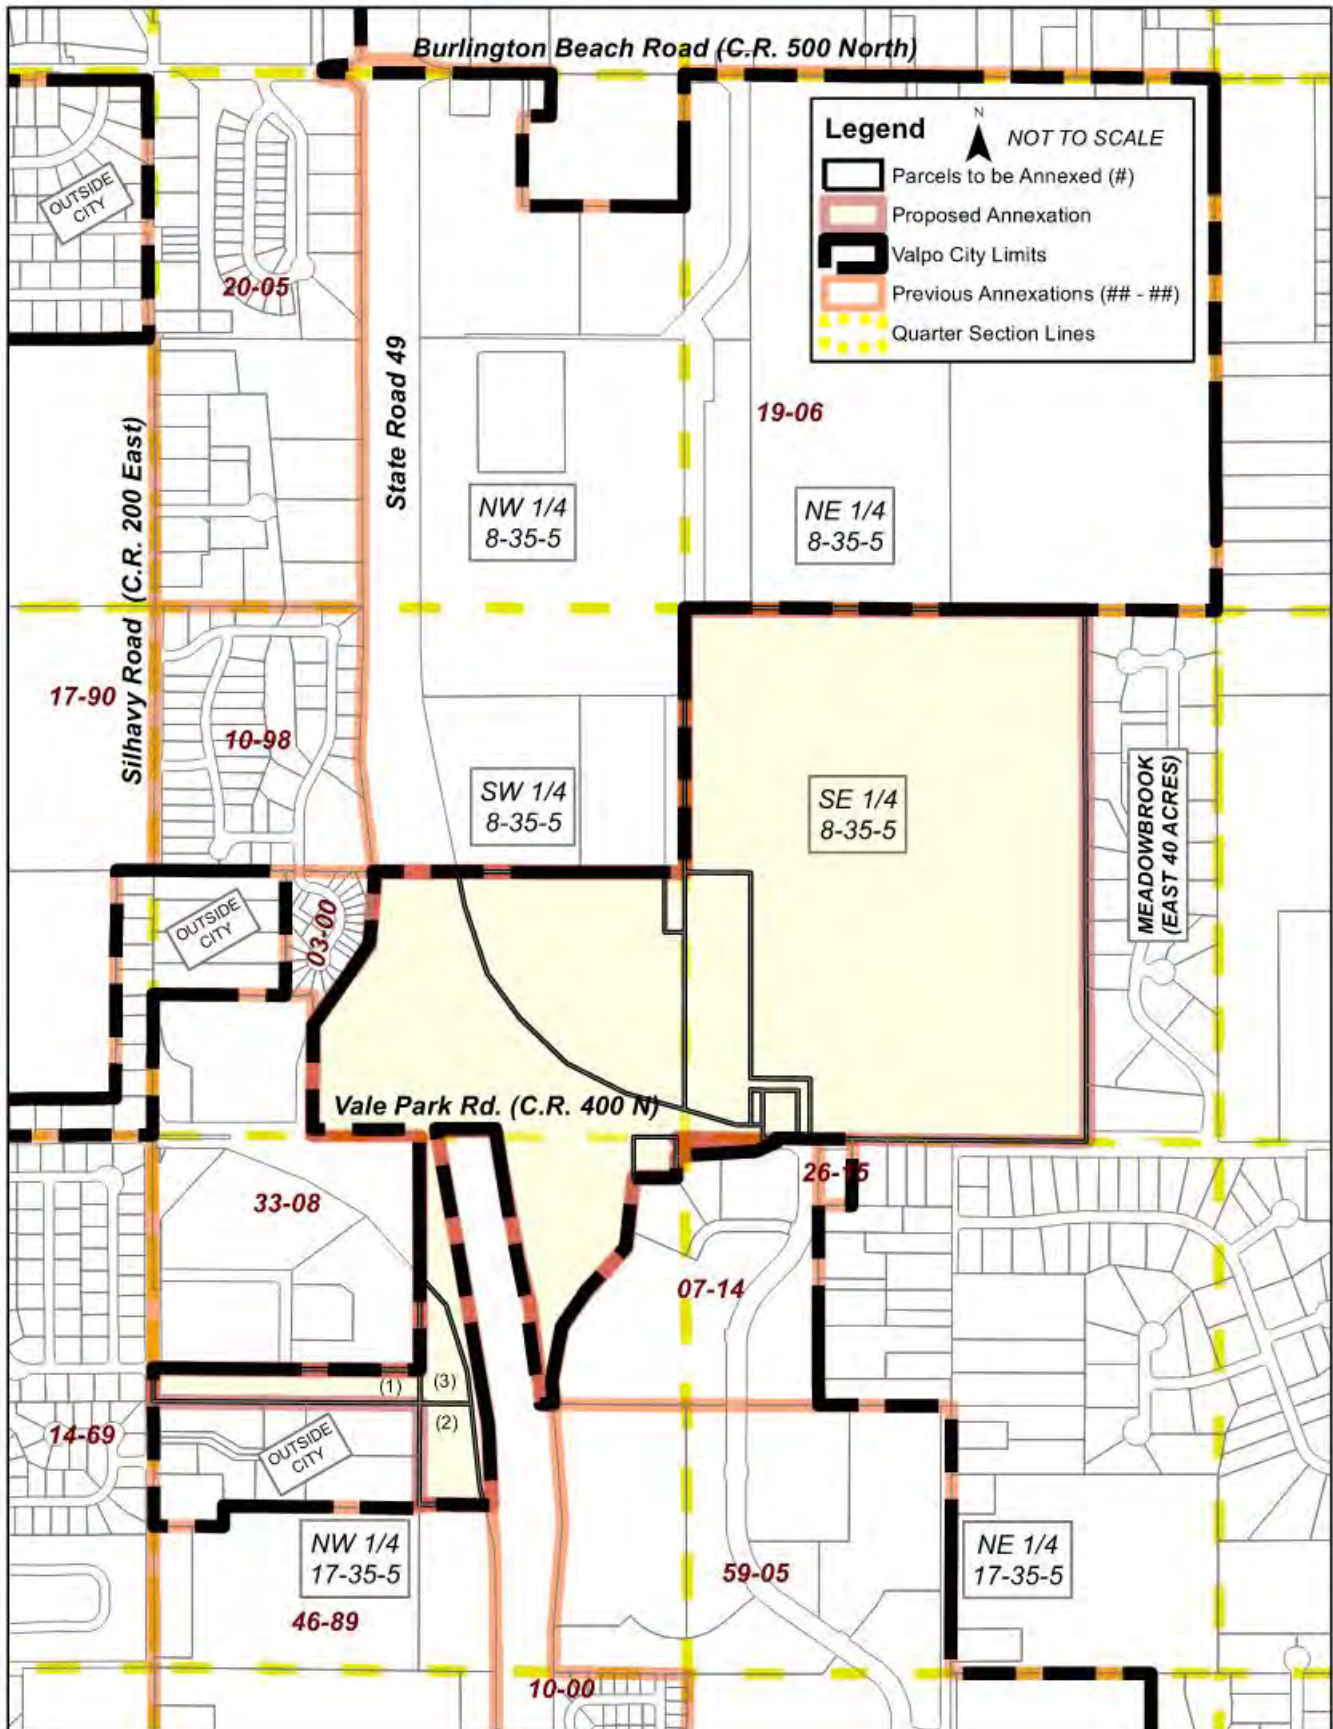 Burlington Beach Road (C.R. 500 North)
Legend
N
NOT TO SCALE
Parcels to be Annexed (#)
Proposed Annexation
Valpo City Limits
Previous Annexations (## - ##)
Quarter Section Lines
OUTSIDE
CITY
20-05
State Road 49
19-06
Silhavy Road (C.R. 200 East)
NW 1/4
8-35-5
NE 1/4
8-35-5
17-90
10-98
SW 1/4
8-35-5
SE 1/4
8-35-5
MEADOWBROOK
(EAST 40 ACRES)
OUTSIDE
CITY
03-00
Vale Park Rd. (C.R. 400 N)
26-15
33-08
07-14
(1)
(3)
(2)
14-69
OUTSIDE
CITY
NW 1/4
17-35-5
NE 1/4
17-35-5
59-05
46-89
10-00